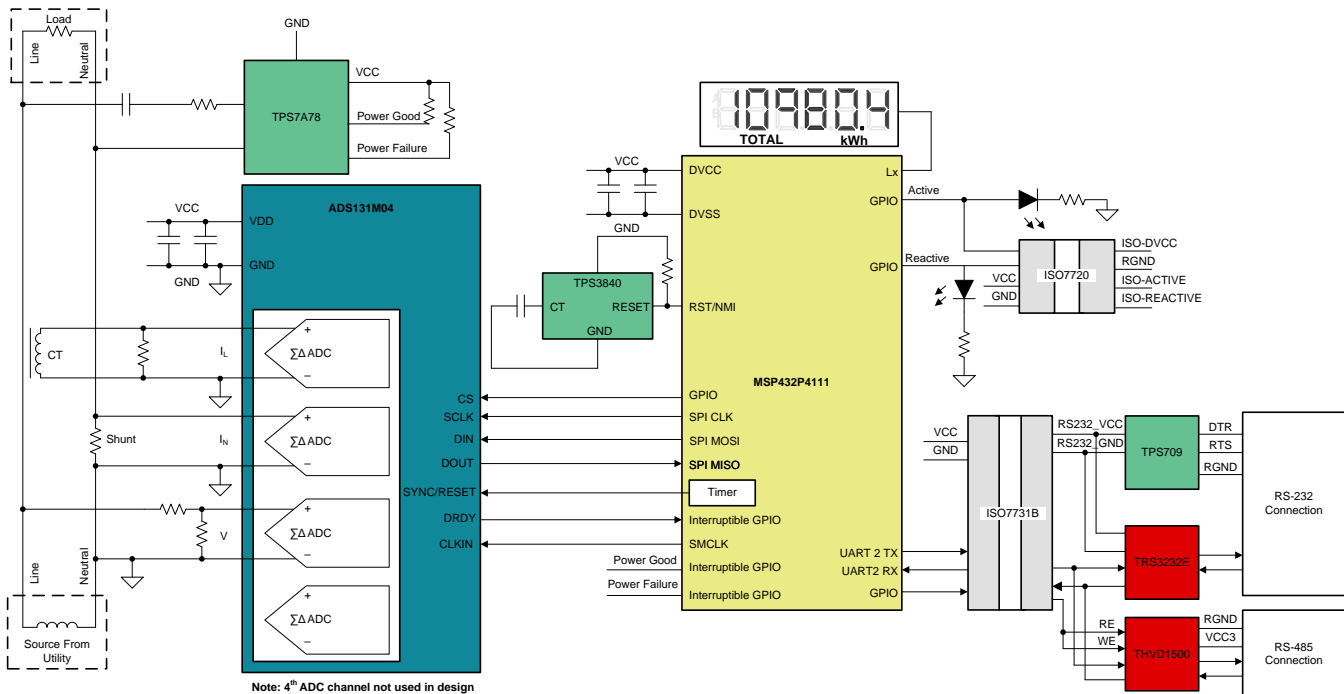 Load
Line
Neutral
GND
TPS7A78
VCC
Power Good
Power Failure
10980.4
TOTAL kWh
ADS131M04
VCC
VDD
GND
GND
CT
IL
Shunt
IN
V
+
ΣΔ ADC
–
+
ΣΔ ADC
–
+
ΣΔ ADC
–
+
ΣΔ ADC
–
CS
SCLK
DIN
DOUT
SYNC/RESET
DRDY
CLKIN
Line
Neutral
Source From
Utility
Note: 4th ADC channel not used in design
VCC
GND
TPS3840
CT
RESET
GND
MSP432P4111
DVCC
DVSS
RST/NMI
GPIO
SPI CLK
SPI MOSI
SPI MISO
Timer
Interruptible GPIO
SMCLK
Power Good
Interruptible GPIO
Power Failure
Interruptible GPIO
Lx
GPIO
Active
GPIO
Reactive
UART 2 TX
UART2 RX
GPIO
VCC
GND
ISO7720
ISO-DVCC
RGND
ISO-ACTIVE
ISO-REACTIVE
VCC
GND
ISO7731B
RS232_VCC
RS232_GND
TPS709
DTR
RTS
RGND
RS-232
Connection
TRS3232E
RE
WE
THVD1500
RGND
VCC3
RS-485
Connection